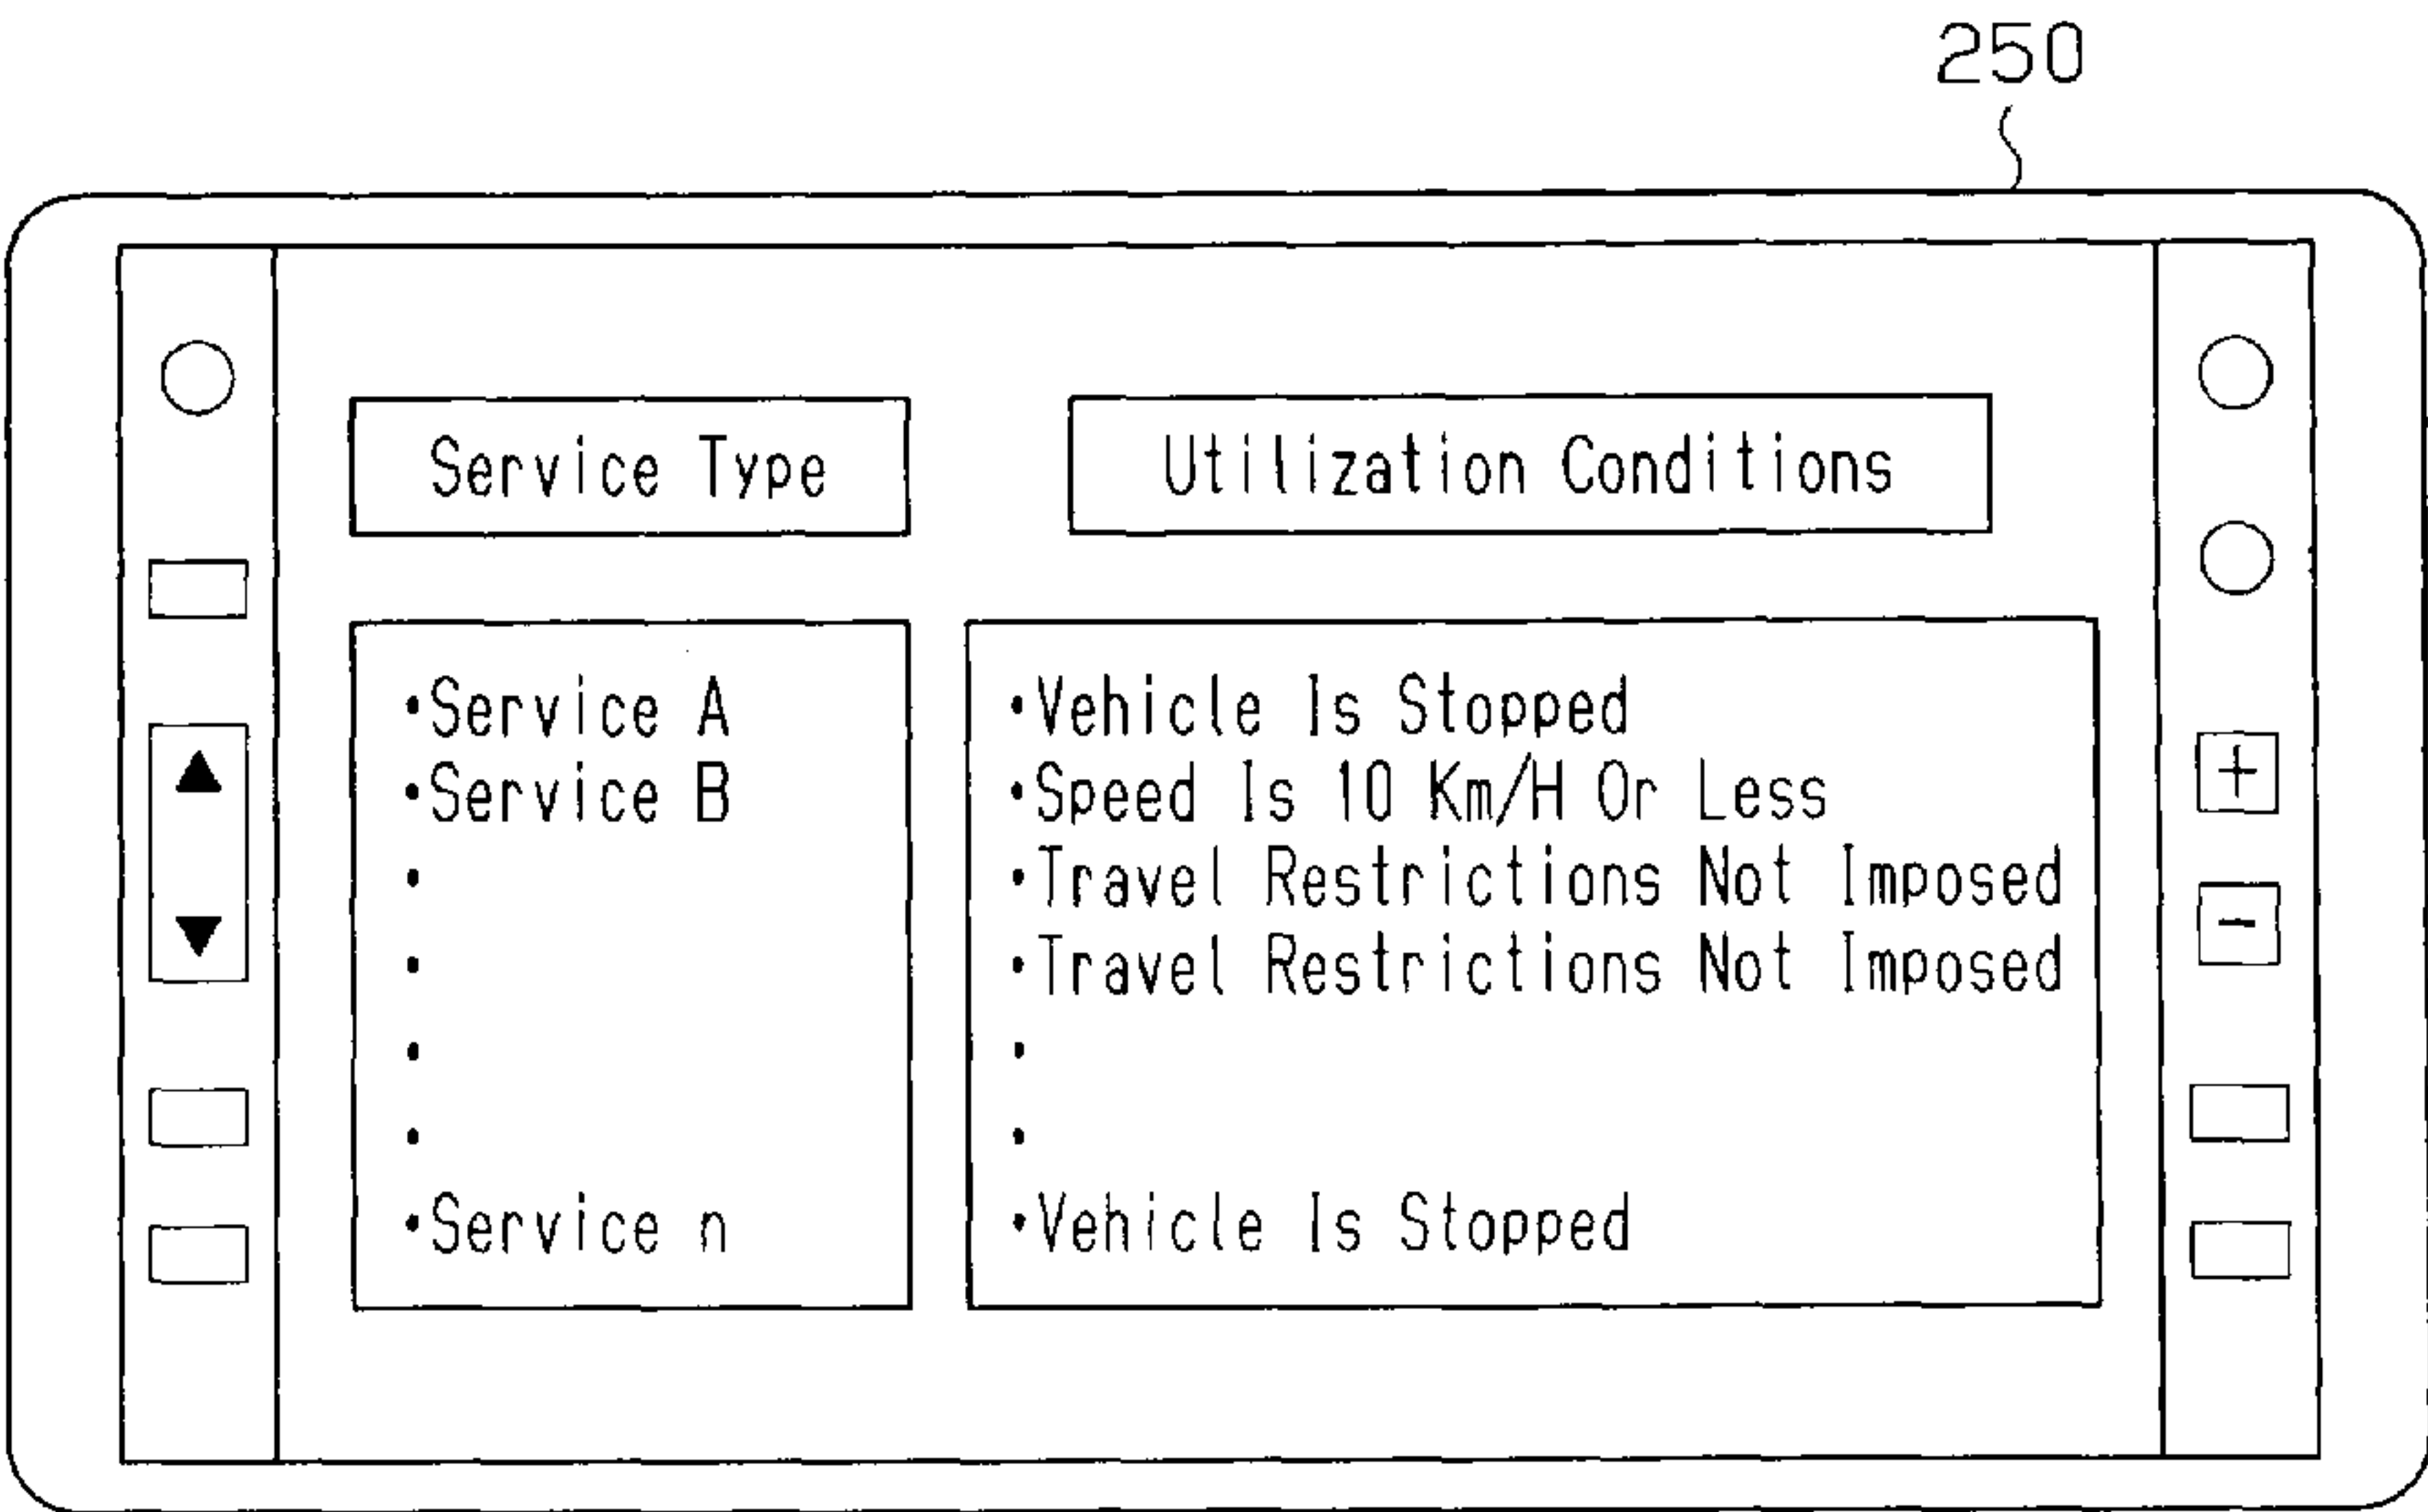 250
Service Type
Utilization Conditions
•Service A
•Service B
•
•
•
•
•Service n
•Vehicle Is Stopped
•Speed Is 10 Km/H Or Less
•Travel Restrictions Not Imposed
•Travel Restrictions Not Imposed
•
•
•Vehicle Is Stopped
+
-